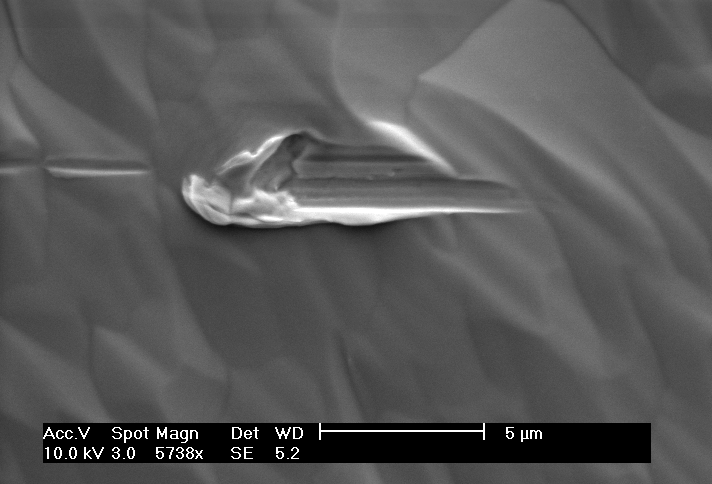 Acc.V Spot Magn Det WD 5 µm
10.0 kV 3.0 5738x SE 5.2